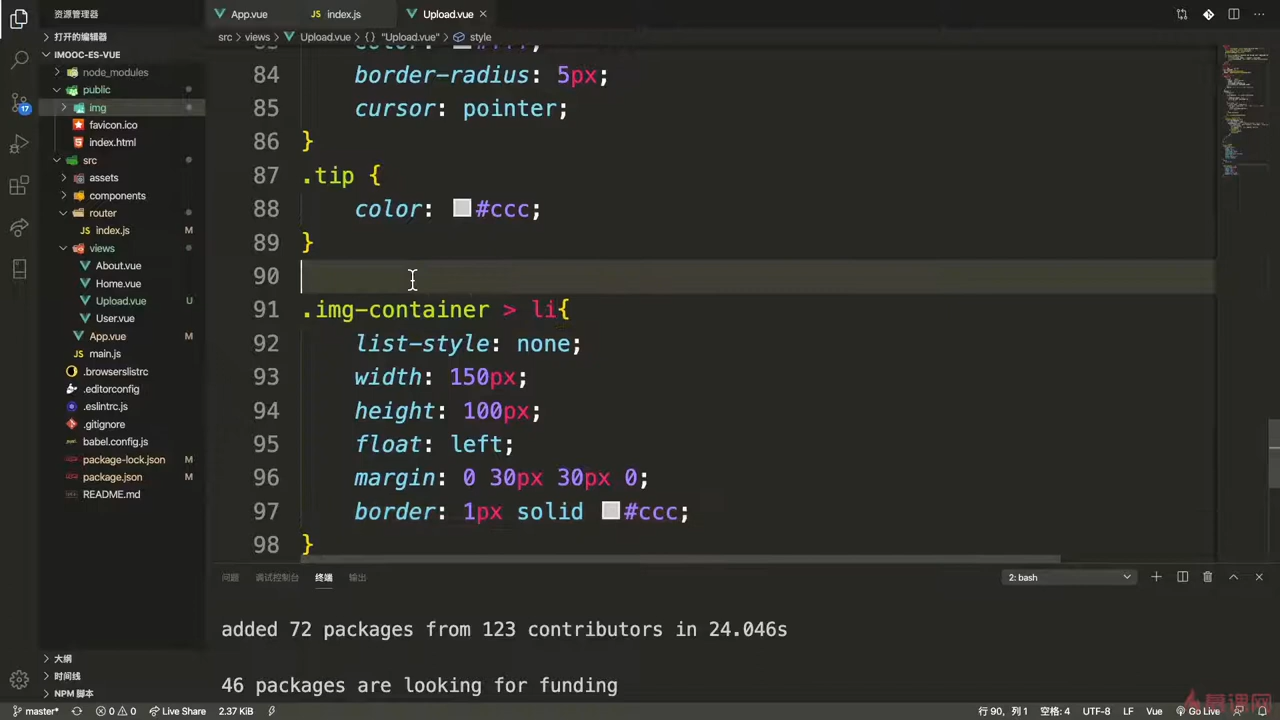 资源管理器
App.vue
JS index.js
Upload.vue
src > views > Upload.vue > {} "Upload.vue" > style
打开的编辑器
IMOOC-ES-VUE
node_modules
public
img
favicon.ico
index.html
src
assets
components
router
index.js M
views
About.vue
Home.vue
Upload.vue U
User.vue
App.vue M
JS main.js
.browserslistrc
.editorconfig
.eslintrc.js
.gitignore
babel.config.js
package-lock.json M
package.json M
README.md
大纲
时间线
NPM 脚本
17
84 border-radius: 5px;
85 cursor: pointer;
86 }
87 .tip {
88 color: #ccc;
89 }
90
91 .img-container > li{
92 list-style: none;
93 width: 150px;
94 height: 100px;
95 float: left;
96 margin: 0 30px 30px 0;
97 border: 1px solid #ccc;
98 }
问题 调试控制台 终端 输出
2: bash
added 72 packages from 123 contributors in 24.046s
46 packages are looking for funding
master* 0 0 Live Share 2.37 KiB
行 90, 列 1 空格: 4 UTF-8 LF Vue Go Live
慕课网